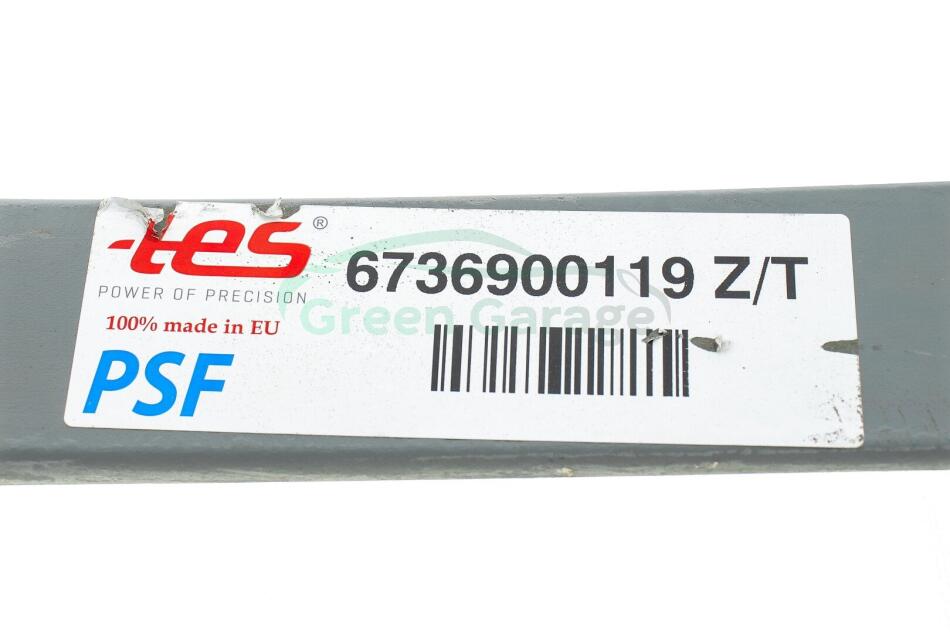 tes®
POWER OF PRECISION
100% made in EU
PSF
6736900119 Z/T
Green Garage